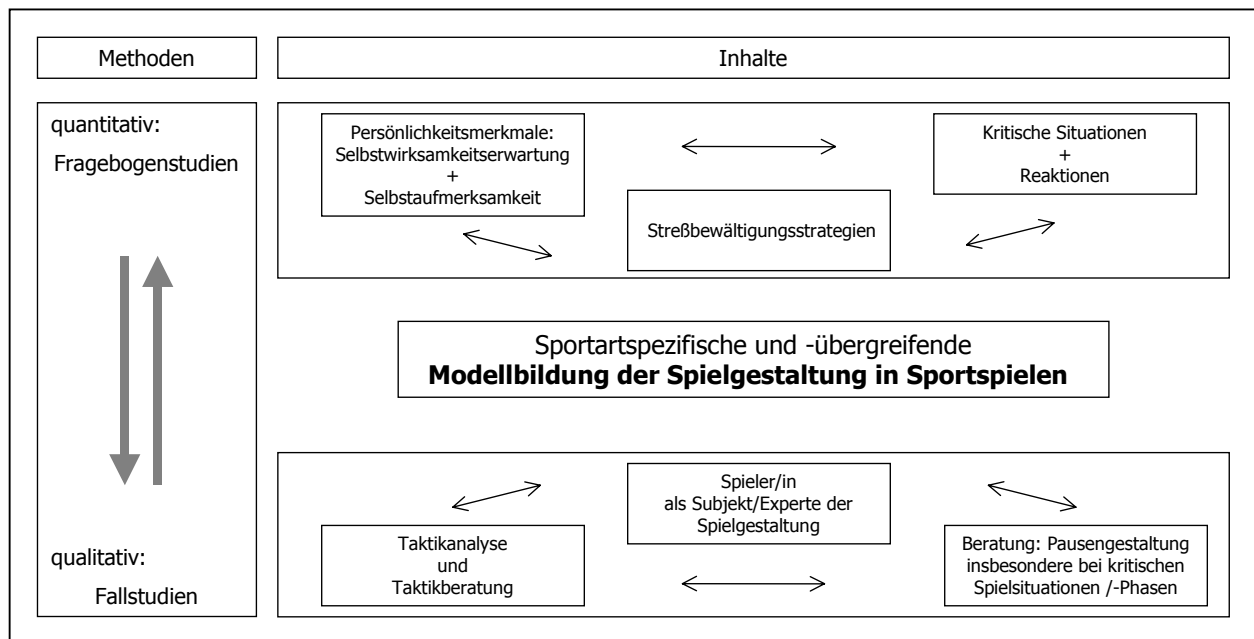 Methoden
Inhalte
quantitativ:
Fragebogenstudien
Persönlichkeitsmerkmale:
Selbstwirksamkeitserwartung
+
Selbstaufmerksamkeit
Kritische Situationen
+
Reaktionen
Streßbewältigungsstrategien
Sportartspezifische und -übergreifende
Modellbildung der Spielgestaltung in Sportspielen
Spieler/in
als Subjekt/Experte der
Spielgestaltung
Taktikanalyse
und
Taktikberatung
Beratung: Pausengestaltung
insbesondere bei kritischen
Spielsituationen /-Phasen
qualitativ:
Fallstudien